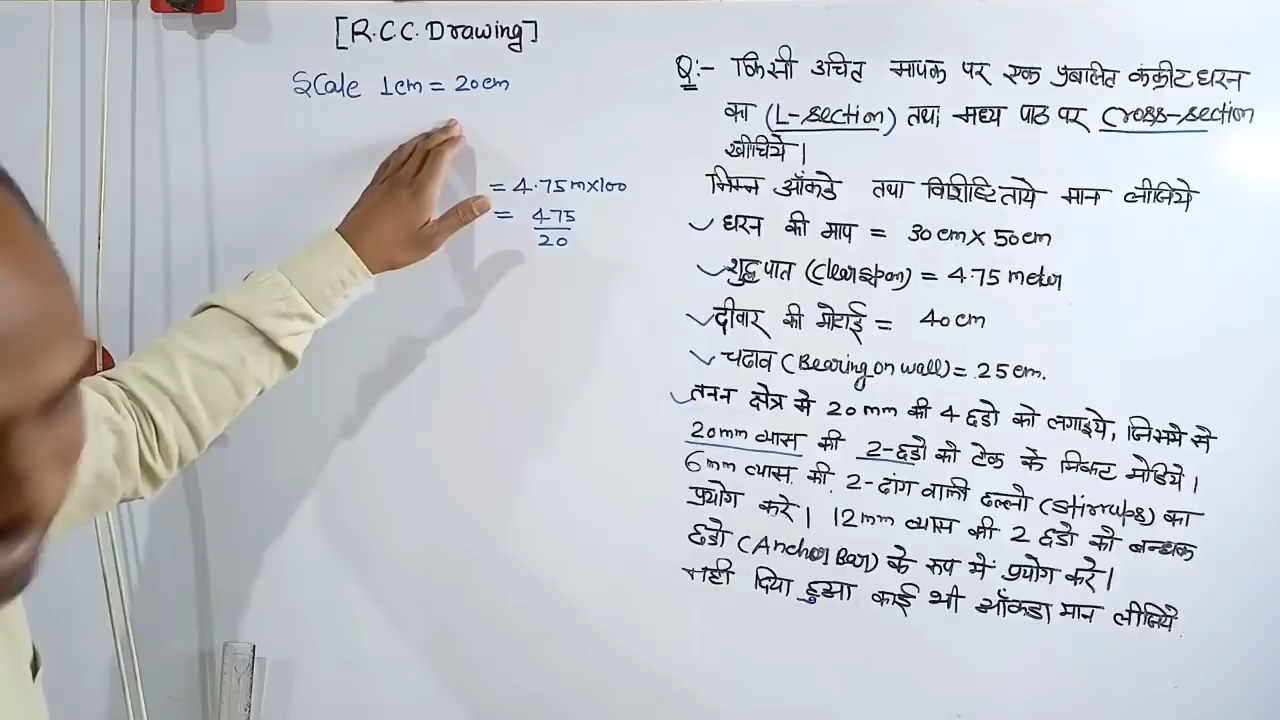 [R.C.C. Drawing]
Scale 1cm = 20cm
= 4.75m×100
= 475
20
Q:- किसी उचित मापक पर एक प्रबलित कंक्रीट धरन
का (L-section) तथा मध्य पाठ पर Cross-section
खींचिये।
निम्न आँकडे तथा विशिष्टितायें मान लीजिये
✓ धरन की माप = 30cm × 50cm
✓ शुद्ध पात (Clear span) = 4.75 meter
✓ दीवार की मोटाई = 40cm
✓ चढाव (Bearing on wall) = 25cm.
✓ तनन क्षेत्र मे 20mm की 4 छडो को लगाइये, जिसमे से
20mm व्यास की 2-छडो को टेक के निकट मोडिये।
6mm व्यास की 2-टांग वाली छल्लो (Stirrups) का
प्रयोग करे। 12mm व्यास की 2 छडो को बन्धक
छडो (Anchor Bar) के रूप में प्रयोग करे।
नही दिया हुआ काई भी आँकडा मान लीजिये